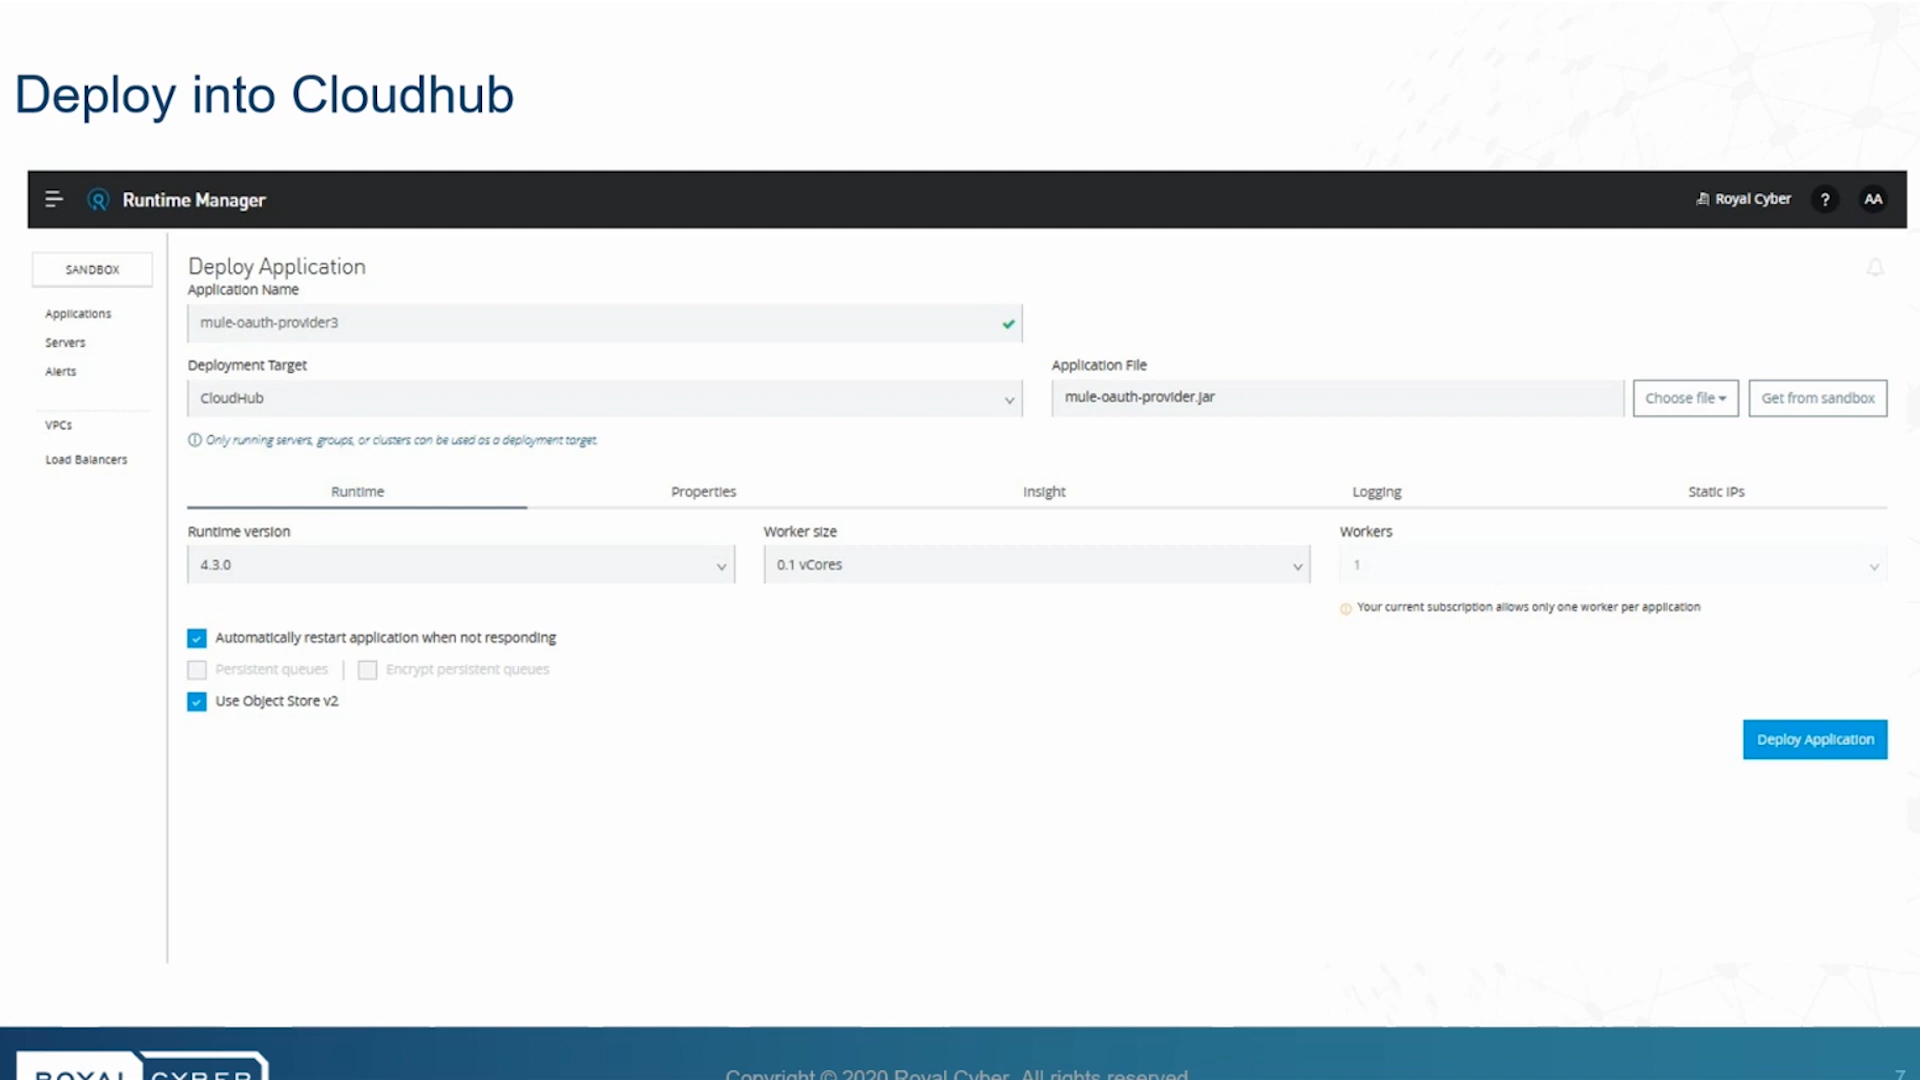 Deploy into Cloudhub
Runtime Manager
Royal Cyber
?
AA
SANDBOX
Applications
Servers
Alerts
VPCs
Load Balancers
Deploy Application
Application Name
mule-oauth-provider3
Deployment Target
Application File
CloudHub
mule-oauth-provider.jar
Choose file
Get from sandbox
Only running servers, groups, or clusters can be used as a deployment target.
Runtime
Properties
Insight
Logging
Static IPs
Runtime version
Worker size
Workers
4.3.0
0.1 vCores
1
Your current subscription allows only one worker per application
Automatically restart application when not responding
Persistent queues | Encrypt persistent queues
Use Object Store v2
Deploy Application
ROYAL CYBER
Copyright © 2020 Royal Cyber. All rights reserved
7